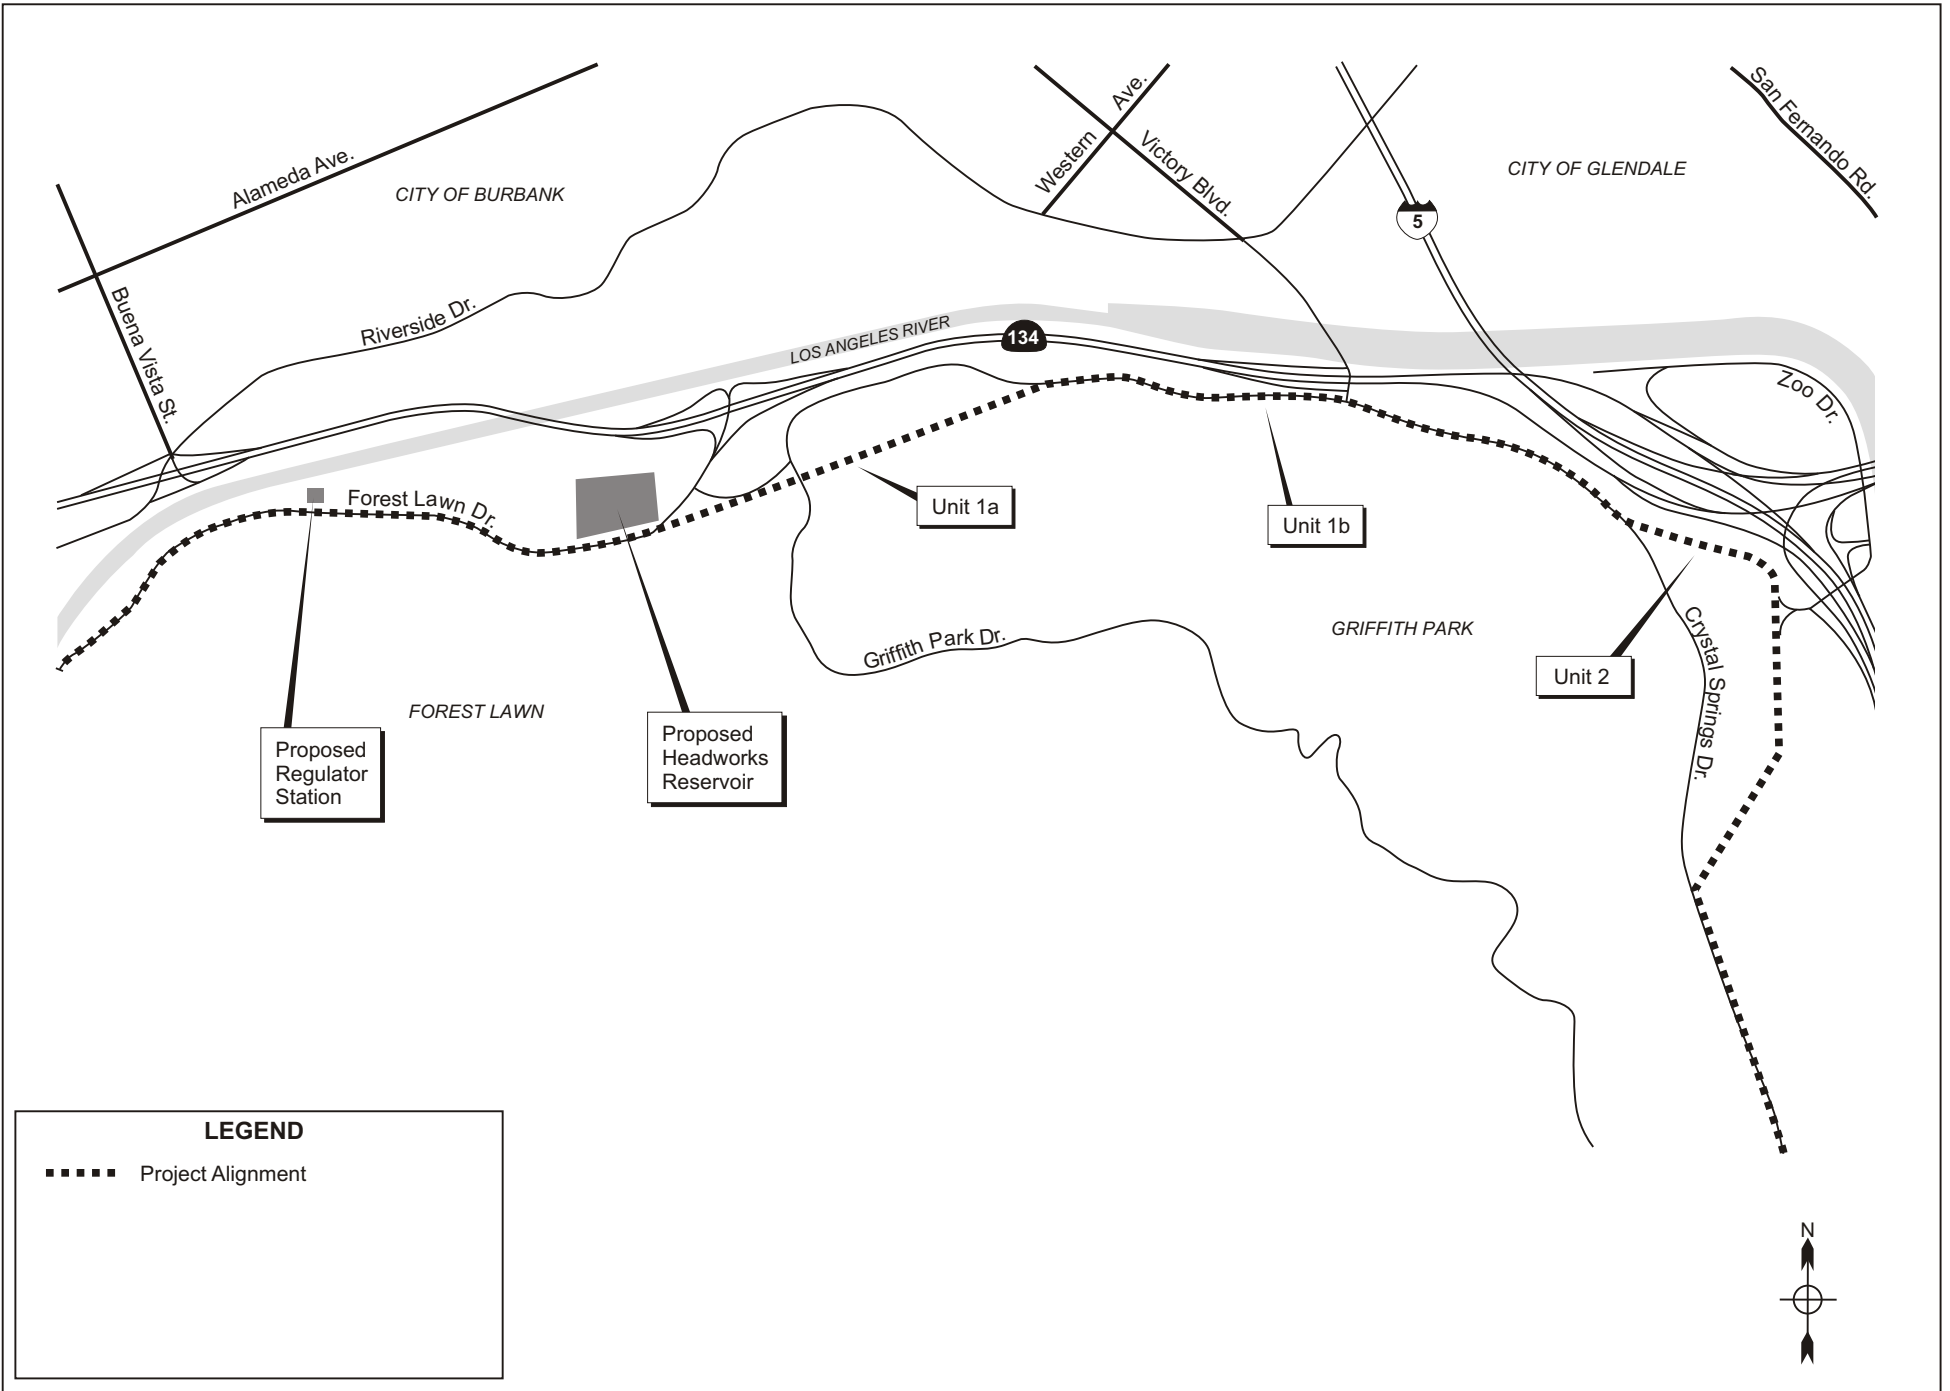 Alameda Ave.
CITY OF BURBANK
Western
Ave.
Victory Blvd.
5
CITY OF GLENDALE
San Fernando Rd.
Buena Vista St.
Riverside Dr.
LOS ANGELES RIVER
134
Zoo Dr.
Forest Lawn Dr.
Unit 1a
Unit 1b
Griffith Park Dr.
GRIFFITH PARK
Crystal Springs Dr.
Unit 2
FOREST LAWN
Proposed
Regulator
Station
Proposed
Headworks
Reservoir
LEGEND
Project Alignment
N